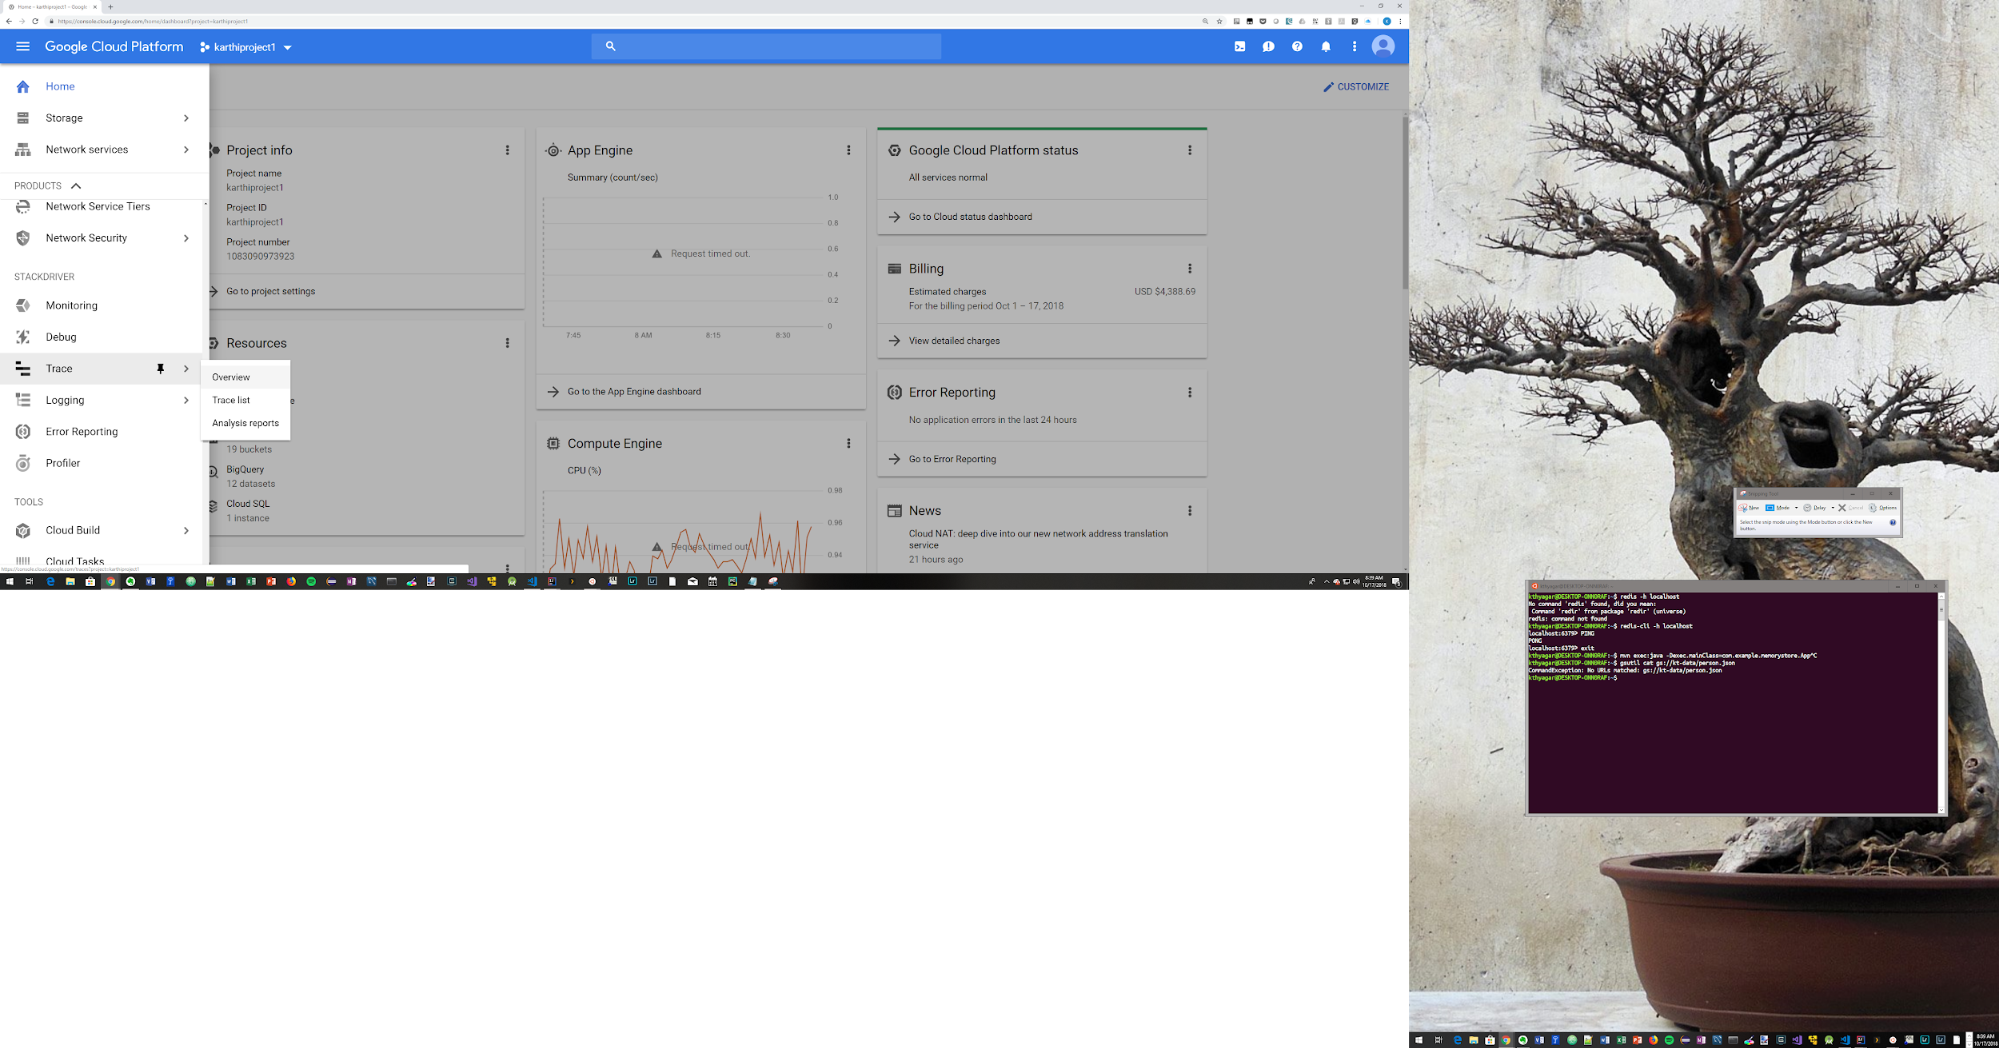 Home - karthiproject1 - Google
https://console.cloud.google.com/home/dashboard?project=karthiproject1
Google Cloud Platform
karthiproject1
Home
Storage
Network services
PRODUCTS
Network Service Tiers
Network Security
STACKDRIVER
Monitoring
Debug
Trace
Logging
Error Reporting
Profiler
TOOLS
Cloud Build
Cloud Tasks
Overview
Trace list
Analysis reports
CUSTOMIZE
Project info
Project name
karthiproject1
Project ID
karthiproject1
Project number
1083090973923
Go to project settings
Resources
19 buckets
BigQuery
12 datasets
Cloud SQL
1 instance
App Engine
Summary (count/sec)
1.0
0.8
0.6
0.4
0.2
0
Request timed out.
7:45
8 AM
8:15
8:30
Go to the App Engine dashboard
Compute Engine
CPU (%)
0.98
0.96
0.94
Request timed out.
Google Cloud Platform status
All services normal
Go to Cloud status dashboard
Billing
Estimated charges
USD $4,388.69
For the billing period Oct 1 – 17, 2018
View detailed charges
Error Reporting
No application errors in the last 24 hours
Go to Error Reporting
News
Cloud NAT: deep dive into our new network address translation
service
21 hours ago
8:39 AM
10/17/2018
Snipping Tool
New Mode Delay Cancel Options
Select the snip mode using the Mode button or click the New
button.
kthyagar@DESKTOP-0NH0RAF:~$ redis -h localhost
No command 'redis' found, did you mean:
Command 'redir' from package 'redir' (universe)
redis: command not found
kthyagar@DESKTOP-0NH0RAF:~$ redis-cli -h localhost
localhost:6379> PING
PONG
localhost:6379> exit
kthyagar@DESKTOP-0NH0RAF:~$ mvn exec:java -Dexec.mainClass=com.example.memorystore.App^C
kthyagar@DESKTOP-0NH0RAF:~$ gsutil cat gs://kt-data/person.json
CommandException: No URLs matched: gs://kt-data/person.json
kthyagar@DESKTOP-0NH0RAF:~$
8:39 AM
10/17/2018